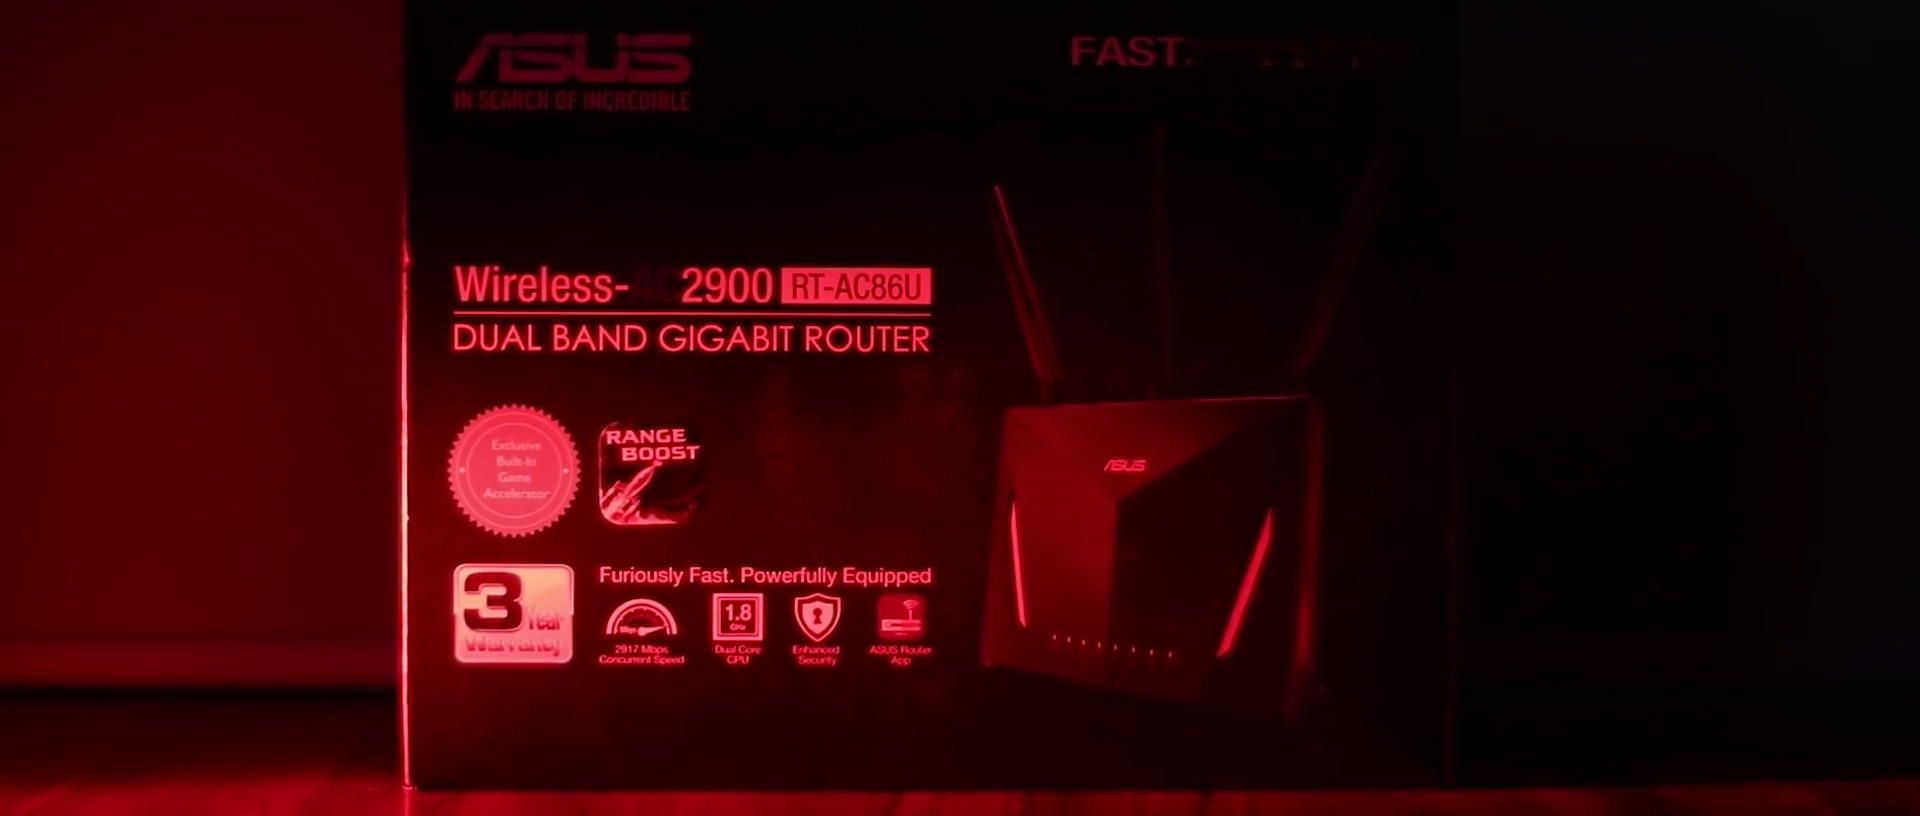 ASUS
IN SEARCH OF INCREDIBLE
FAST.
Wireless-AC2900 RT-AC86U
DUAL BAND GIGABIT ROUTER
Exclusive
Built-In
Game
Accelerator
RANGE
BOOST
ASUS
3 Year
Warranty
Furiously Fast. Powerfully Equipped
1.8
GHz
2917 Mbps
Concurrent Speed
Dual Core
CPU
Enhanced
Security
ASUS Router
App